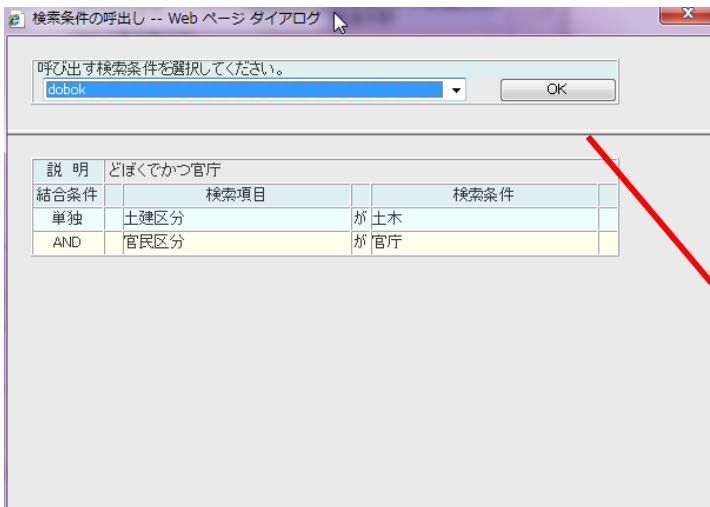 検索条件の呼出し -- Web ページ ダイアログ
呼び出す検索条件を選択してください。
dobok OK
説 明 どぼくでかつ官庁
結合条件 検索項目 検索条件
単独 土建区分 が 土木
AND 官民区分 が 官庁